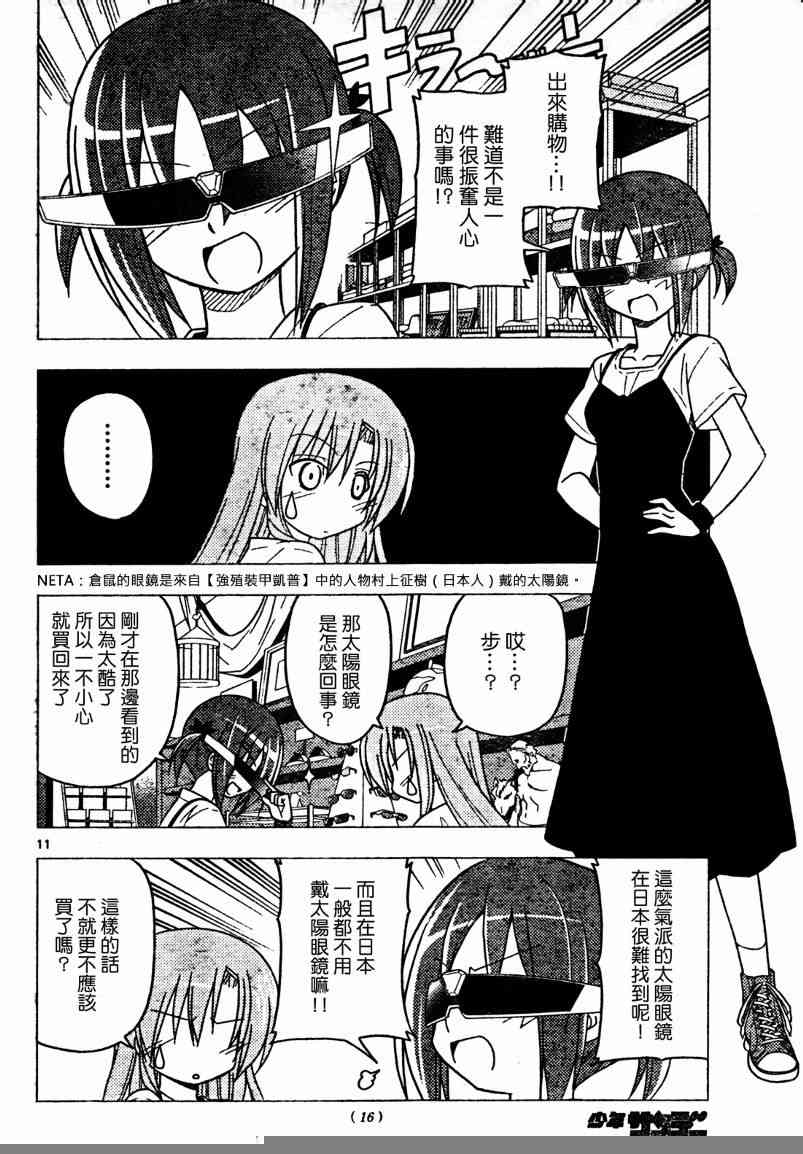 キラーーン
出來購物…!!
難道不是一
件很振奮人心
的事嗎!?
………
NETA：倉鼠的眼鏡是來自【強殖裝甲凱普】中的人物村上征樹（日本人）戴的太陽鏡。
哎…?
步…?
那太陽眼鏡
是怎麼回事？
剛才在那邊看到的
因為太酷了
所以一不小心
就買回來了
11
這麼氣派的太陽眼鏡
在日本很難找到呢！
而且在日本
一般都不用
戴太陽眼鏡嘛!!
這樣的話
不就更不應該
買了嗎？
(16)
少年